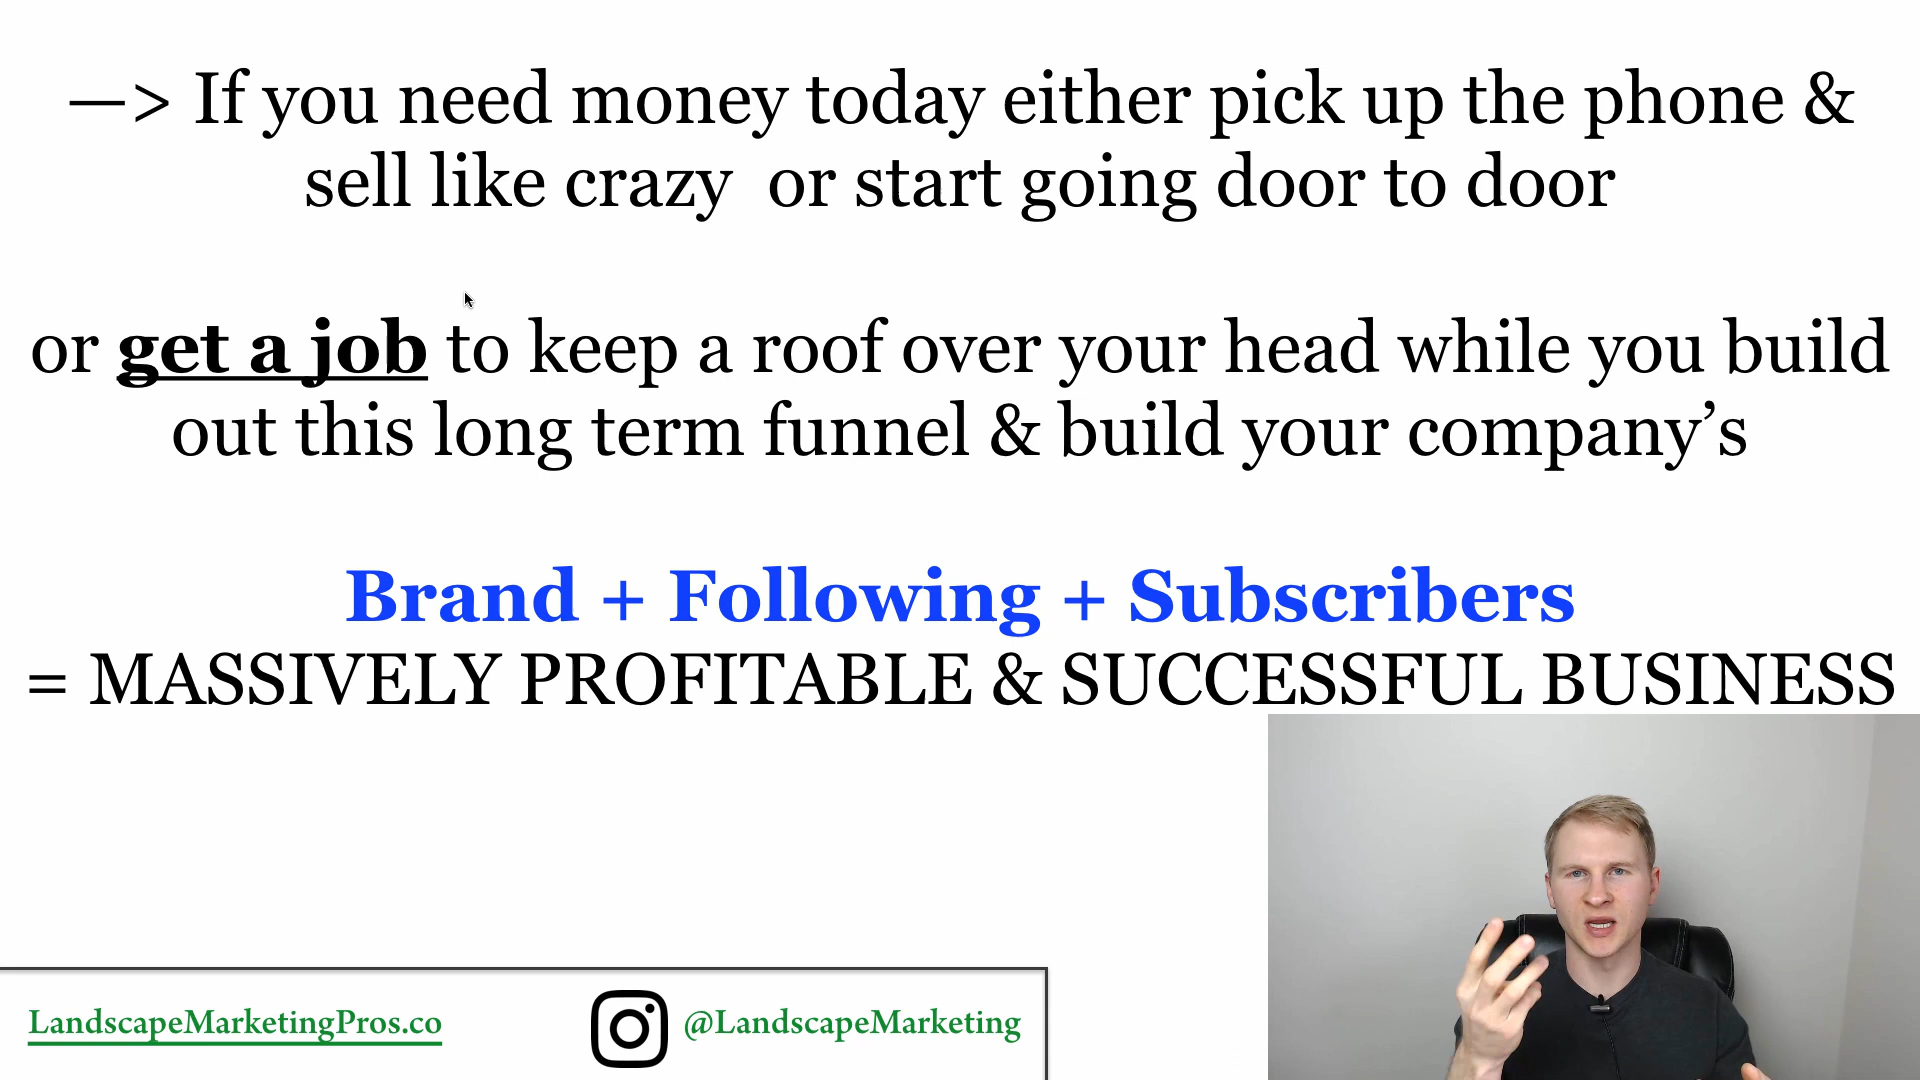 —> If you need money today either pick up the phone &
sell like crazy  or start going door to door
or get a job to keep a roof over your head while you build
out this long term funnel & build your company’s
Brand + Following + Subscribers
= MASSIVELY PROFITABLE & SUCCESSFUL BUSINESS
LandscapeMarketingPros.co
@LandscapeMarketing